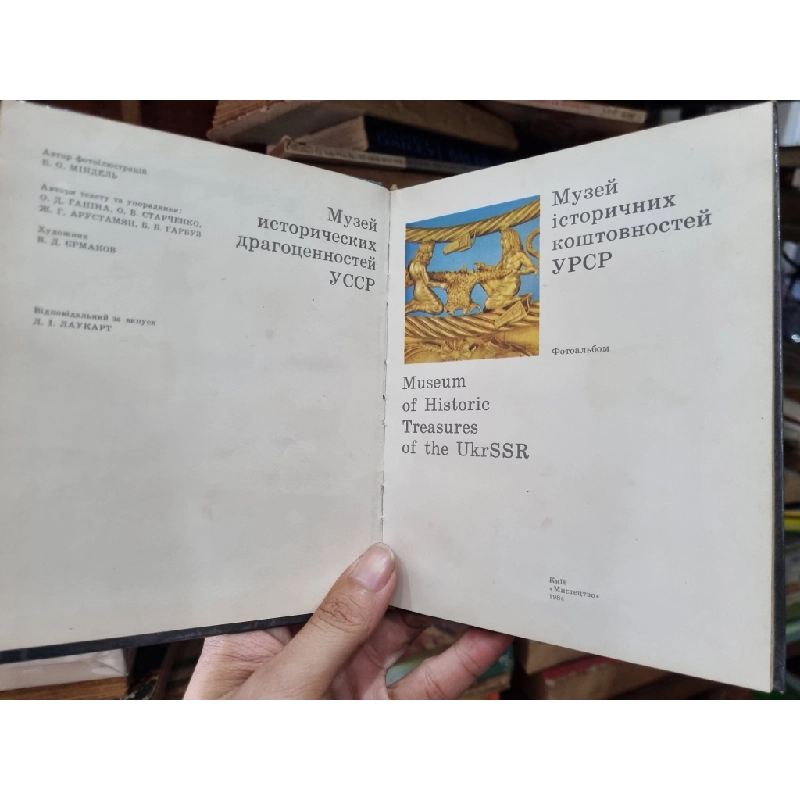 Автор фотоілюстрацій
Б. О. МІНДЕЛЬ
Автори тексту та упорядники:
О. Д. ГАНІНА, О. В. СТАРЧЕНКО,
Ж. Г. АРУСТАМЯН, Б. Б. ГАРБУЗ
Художник
В. Д. ЄРМАКОВ
Відповідальний за випуск
Л. І. ЛАУКАРТ
Музей
исторических
драгоценностей
УССР
Музей
історичних
коштовностей
УРСР
Фотоальбом
Museum
of Historic
Treasures
of the UkrSSR
Київ
«Мистецтво»
1984